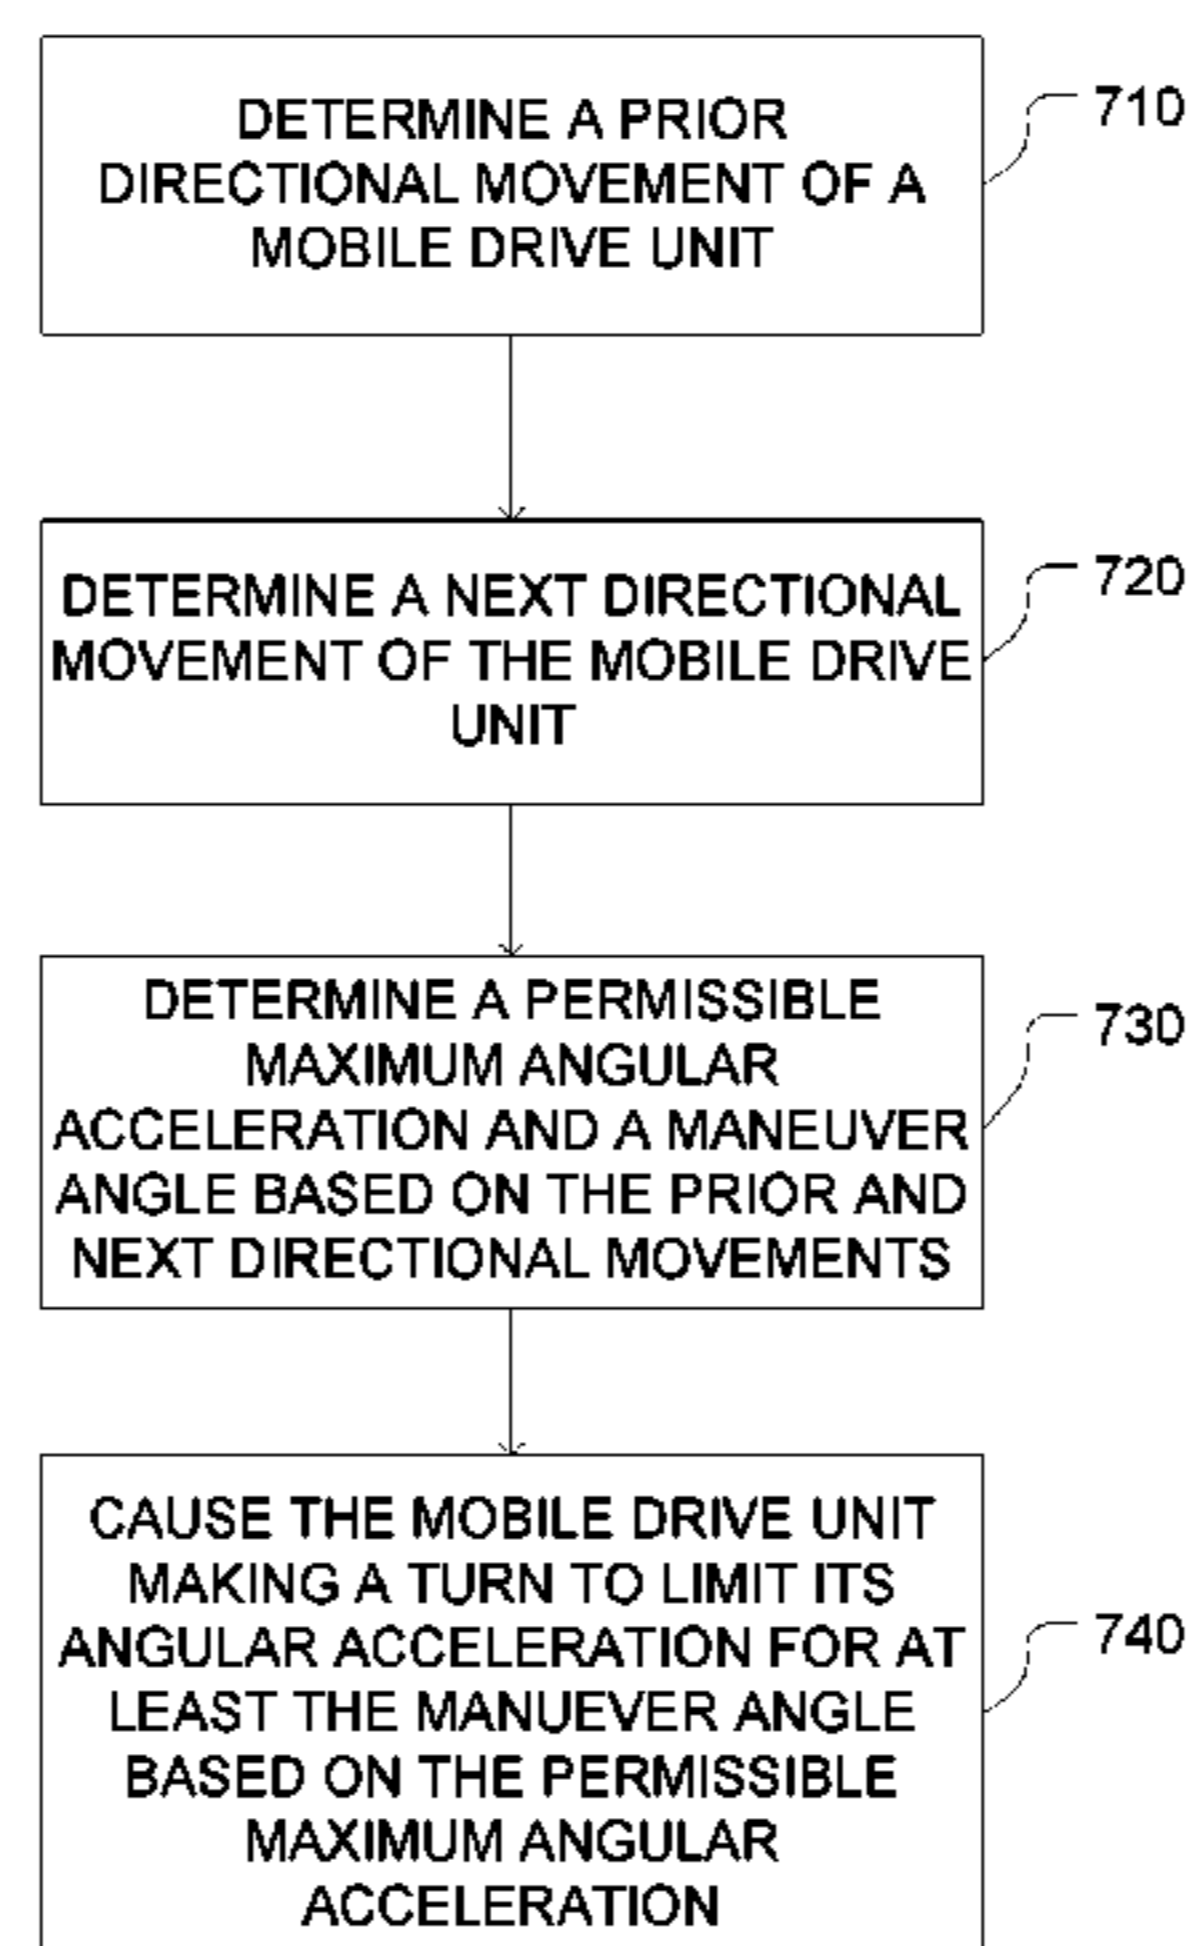 DETERMINE A PRIOR
DIRECTIONAL MOVEMENT OF A
MOBILE DRIVE UNIT
710
DETERMINE A NEXT DIRECTIONAL
MOVEMENT OF THE MOBILE DRIVE
UNIT
720
DETERMINE A PERMISSIBLE
MAXIMUM ANGULAR
ACCELERATION AND A MANEUVER
ANGLE BASED ON THE PRIOR AND
NEXT DIRECTIONAL MOVEMENTS
730
CAUSE THE MOBILE DRIVE UNIT
MAKING A TURN TO LIMIT ITS
ANGULAR ACCELERATION FOR AT
LEAST THE MANUEVER ANGLE
BASED ON THE PERMISSIBLE
MAXIMUM ANGULAR
ACCELERATION
740